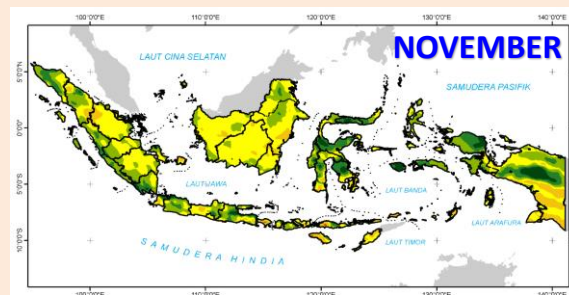 NOVEMBER
100°0'0"S 110°0'0"S 120°0'0"S 130°0'0"S 140°0'0"S
LAUT CINA SELATAN
SAMUDERA PASIFIK
5°0'0"N
0°0'0"S
5°0'0"S
10°0'0"S
LAUT JAWA
LAUT BANDA
LAUT ARAFURA
LAUT TIMOR
SAMUDERA HINDIA